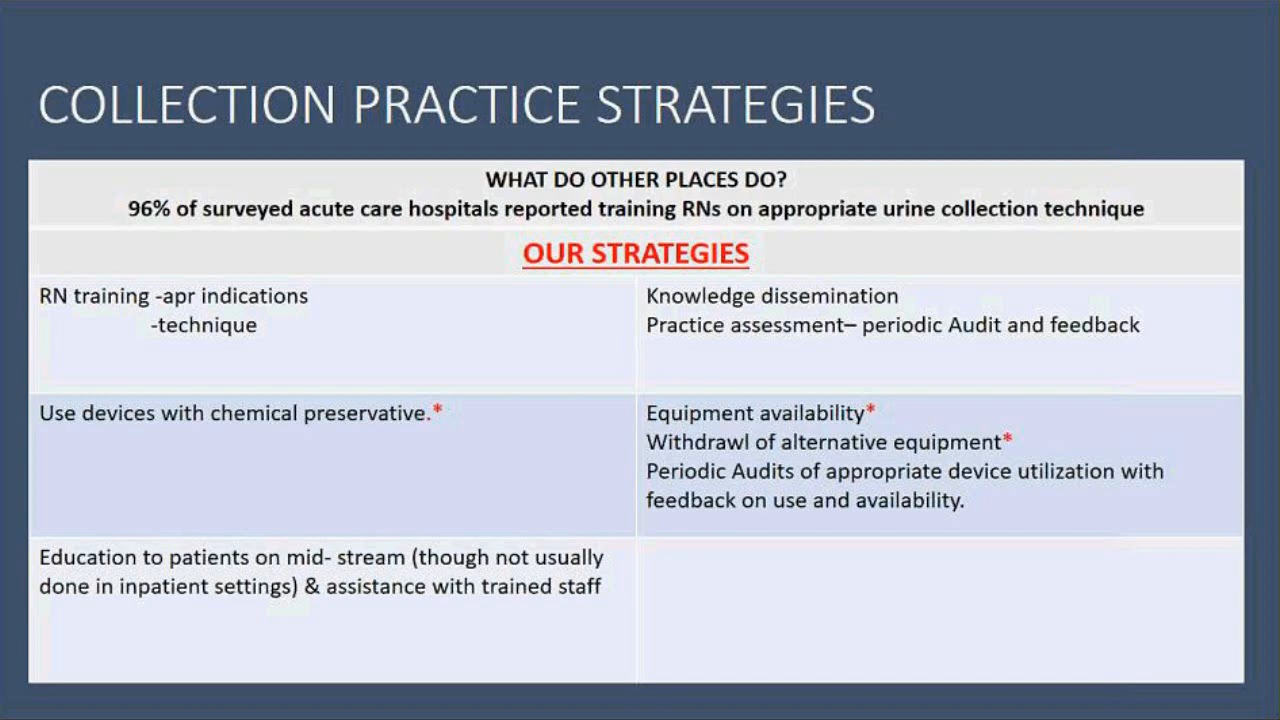 COLLECTION PRACTICE STRATEGIES
WHAT DO OTHER PLACES DO?
96% of surveyed acute care hospitals reported training RNs on appropriate urine collection technique
OUR STRATEGIES
RN training -apr indications
-technique
Knowledge dissemination
Practice assessment– periodic Audit and feedback
Use devices with chemical preservative.*
Equipment availability*
Withdrawl of alternative equipment*
Periodic Audits of appropriate device utilization with
feedback on use and availability.
Education to patients on mid- stream (though not usually
done in inpatient settings) & assistance with trained staff